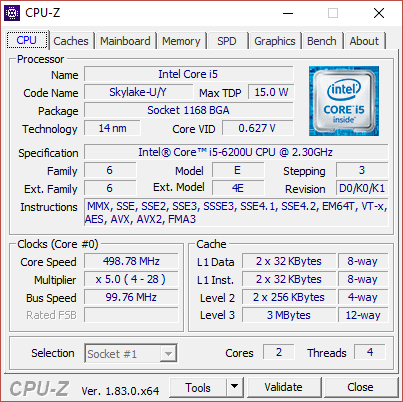 CPU-Z
CPU Caches Mainboard Memory SPD Graphics Bench About
Processor
Name Intel Core i5
Code Name Skylake-U/Y Max TDP 15.0 W
Package Socket 1168 BGA
Technology 14 nm Core VID 0.627 V
intel
CORE i5
inside™
Specification Intel® Core™ i5-6200U CPU @ 2.30GHz
Family 6 Model E Stepping 3
Ext. Family 6 Ext. Model 4E Revision D0/K0/K1
Instructions MMX, SSE, SSE2, SSE3, SSSE3, SSE4.1, SSE4.2, EM64T, VT-x,
AES, AVX, AVX2, FMA3
Clocks (Core #0)
Core Speed 498.78 MHz
Multiplier x 5.0 ( 4 - 28 )
Bus Speed 99.76 MHz
Rated FSB
Cache
L1 Data 2 x 32 KBytes 8-way
L1 Inst. 2 x 32 KBytes 8-way
Level 2 2 x 256 KBytes 4-way
Level 3 3 MBytes 12-way
Selection Socket #1 Cores 2 Threads 4
CPU-Z Ver. 1.83.0.x64 Tools Validate Close